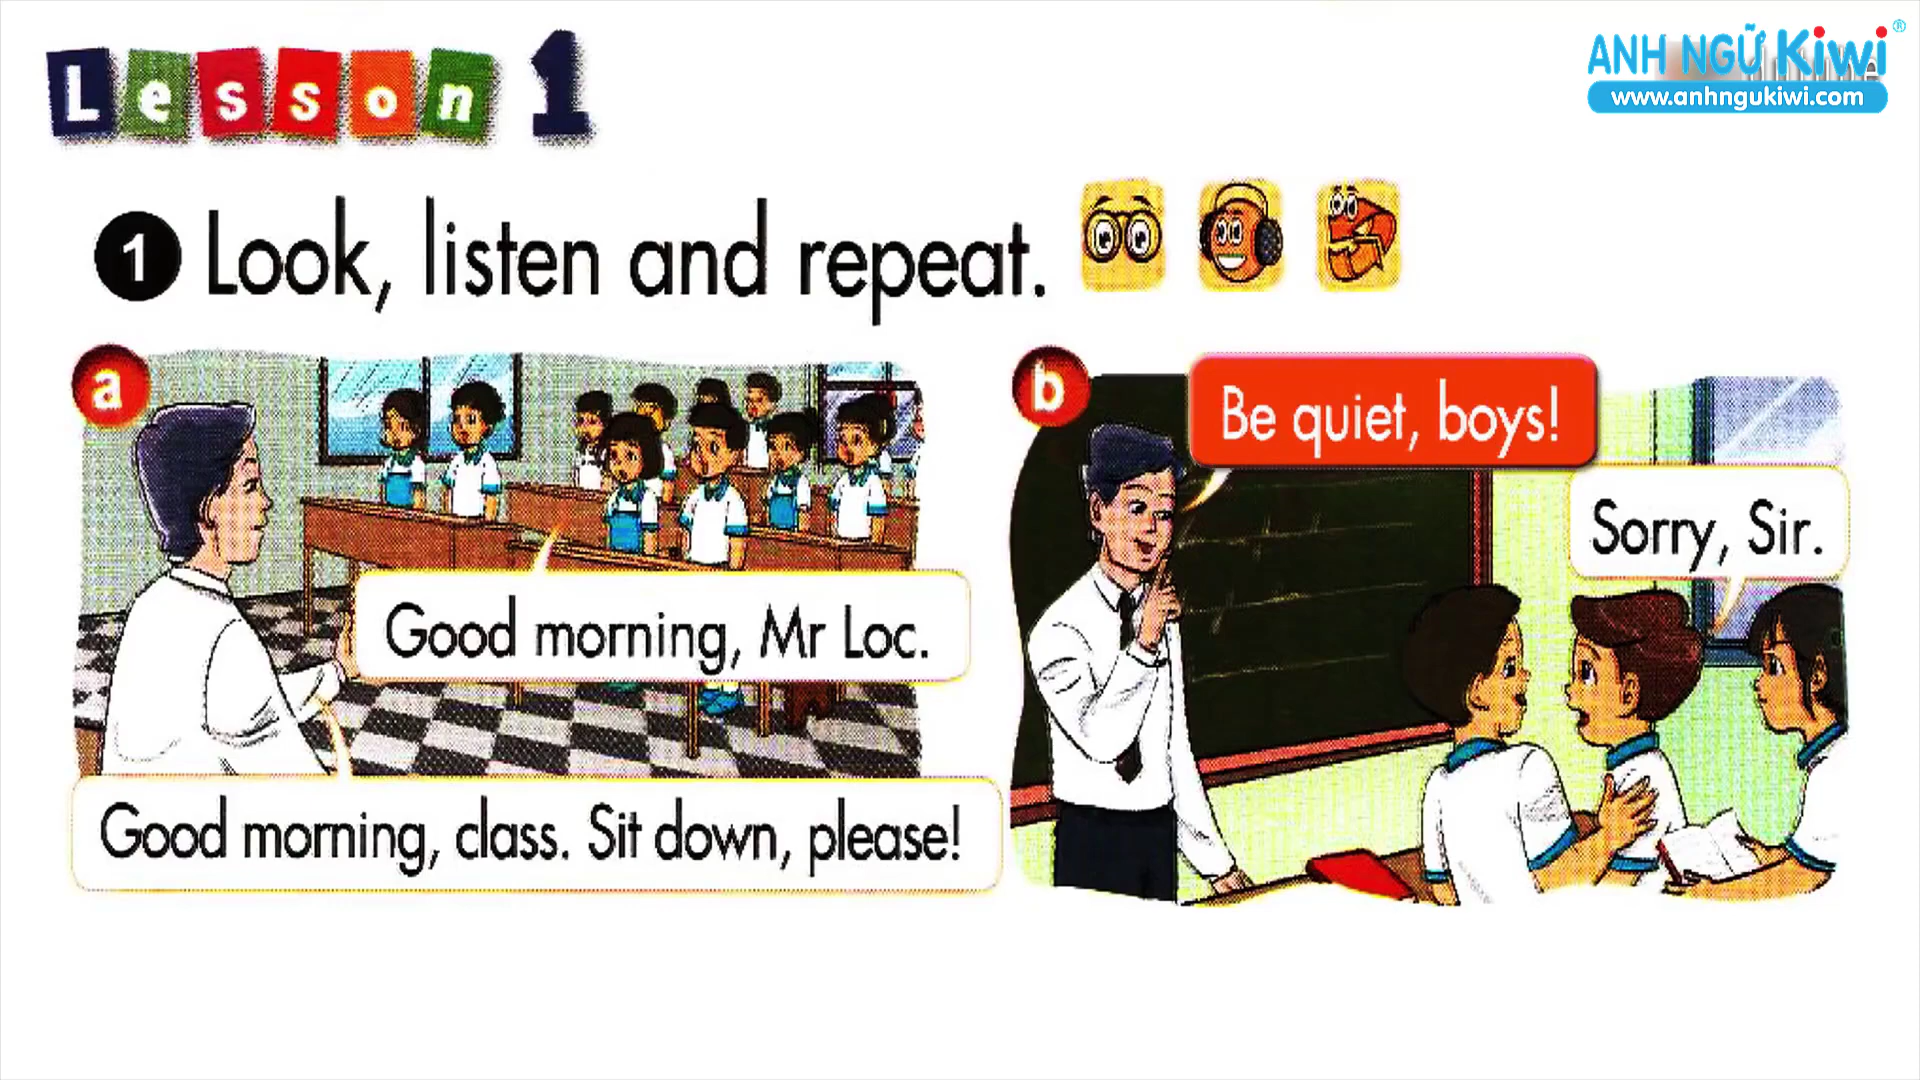 Lesson 1
ANH NGỮ Kiwi®
www.anhngukiwi.com
1 Look, listen and repeat.
a
Good morning, Mr Loc.
Good morning, class. Sit down, please!
b
Be quiet, boys!
Sorry, Sir.